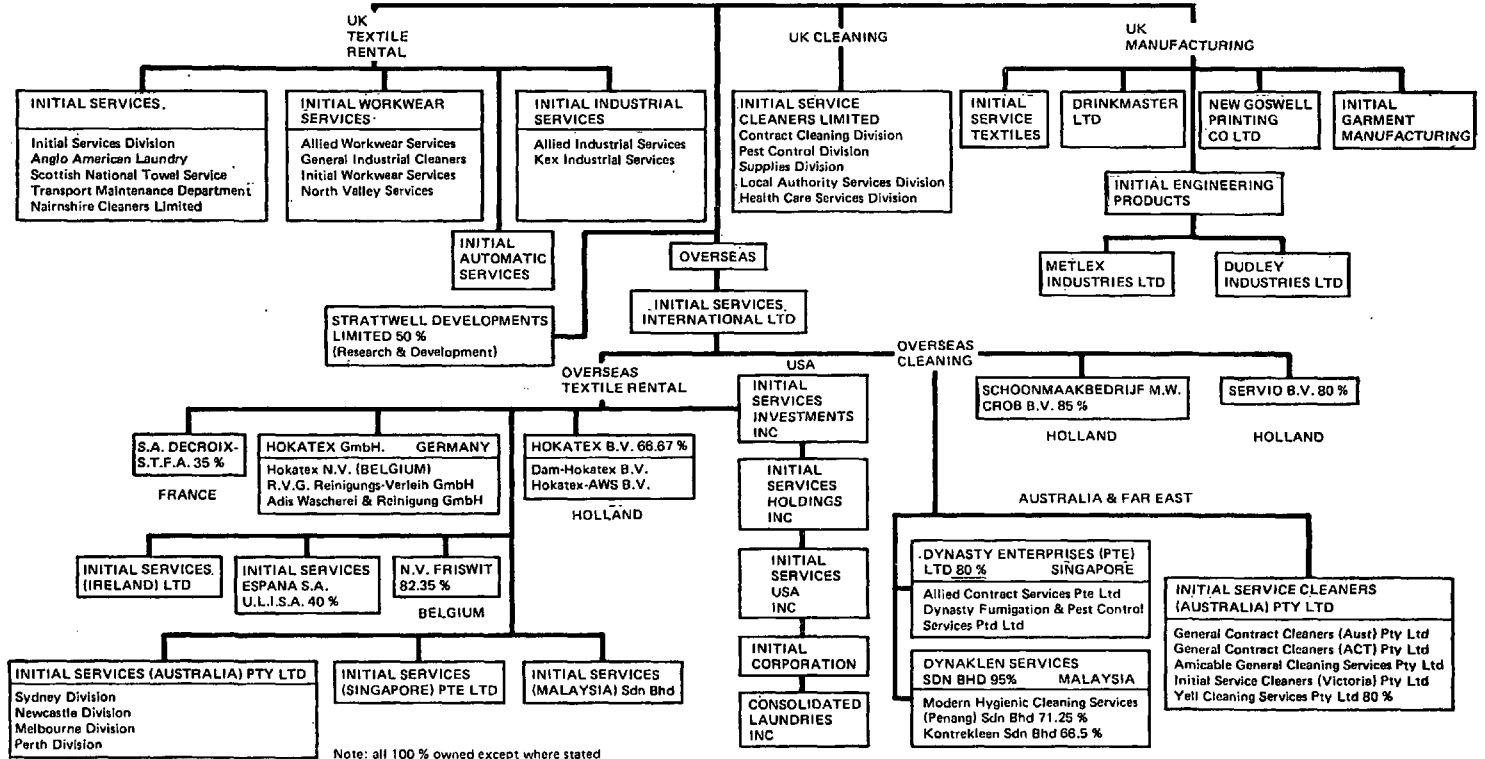 UK
TEXTILE
RENTAL
UK CLEANING
UK
MANUFACTURING
INITIAL SERVICES.
Initial Services Division
Anglo American Laundry
Scottish National Towel Service
Transport Maintenance Department
Nairnshire Cleaners Limited
INITIAL WORKWEAR
SERVICES
Allied Workwear Services
General Industrial Cleaners
Initial Workwear Services
North Valley Services
INITIAL INDUSTRIAL
SERVICES
Allied Industrial Services
Kex Industrial Services
INITIAL
AUTOMATIC
SERVICES
INITIAL SERVICE
CLEANERS LIMITED
Contract Cleaning Division
Pest Control Division
Supplies Division
Local Authority Services Division
Health Care Services Division
INITIAL
SERVICE
TEXTILES
DRINKMASTER
LTD
NEW GOSWELL
PRINTING
CO LTD
INITIAL
GARMENT
MANUFACTURING
INITIAL ENGINEERING
PRODUCTS
METLEX
INDUSTRIES LTD
DUDLEY
INDUSTRIES LTD
OVERSEAS
INITIAL SERVICES
INTERNATIONAL LTD
STRATTWELL DEVELOPMENTS
LIMITED 50 %
(Research & Development)
OVERSEAS
TEXTILE RENTAL
USA
OVERSEAS
CLEANING
S.A. DECROIX-
S.T.F.A. 35 %
FRANCE
HOKATEX GmbH. GERMANY
Hokatex N.V. (BELGIUM)
R.V.G. Reinigungs-Verleih GmbH
Adis Wascherei & Reinigung GmbH
HOKATEX B.V. 66.67 %
Dam-Hokatex B.V.
Hokatex-AWS B.V.
HOLLAND
INITIAL
SERVICES
INVESTMENTS
INC
INITIAL
SERVICES
HOLDINGS
INC
INITIAL
SERVICES
USA
INC
INITIAL
CORPORATION
CONSOLIDATED
LAUNDRIES
INC
SCHOONMAAKBEDRIJF M.W.
CROB B.V. 85 %
HOLLAND
SERVIO B.V. 80 %
HOLLAND
INITIAL SERVICES
(IRELAND) LTD
INITIAL SERVICES
ESPANA S.A.
U.L.I.S.A. 40 %
N.V. FRISWIT
82.35 %
BELGIUM
INITIAL SERVICES (AUSTRALIA) PTY LTD
Sydney Division
Newcastle Division
Melbourne Division
Perth Division
INITIAL SERVICES
(SINGAPORE) PTE LTD
INITIAL SERVICES
(MALAYSIA) Sdn Bhd
AUSTRALIA & FAR EAST
DYNASTY ENTERPRISES (PTE)
LTD 80 % SINGAPORE
Allied Contract Services Pte Ltd
Dynasty Fumigation & Pest Control
Services Ptd Ltd
DYNAKLEN SERVICES
SDN BHD 95% MALAYSIA
Modern Hygienic Cleaning Services
(Penang) Sdn Bhd 71.25 %
Kontrekleen Sdn Bhd 66.5 %
INITIAL SERVICE CLEANERS
(AUSTRALIA) PTY LTD
General Contract Cleaners (Aust) Pty Ltd
General Contract Cleaners (ACT) Pty Ltd
Amicable General Cleaning Services Pty Ltd
Initial Service Cleaners (Victoria) Pty Ltd
Yell Cleaning Services Pty Ltd 80 %
Note: all 100 % owned except where stated